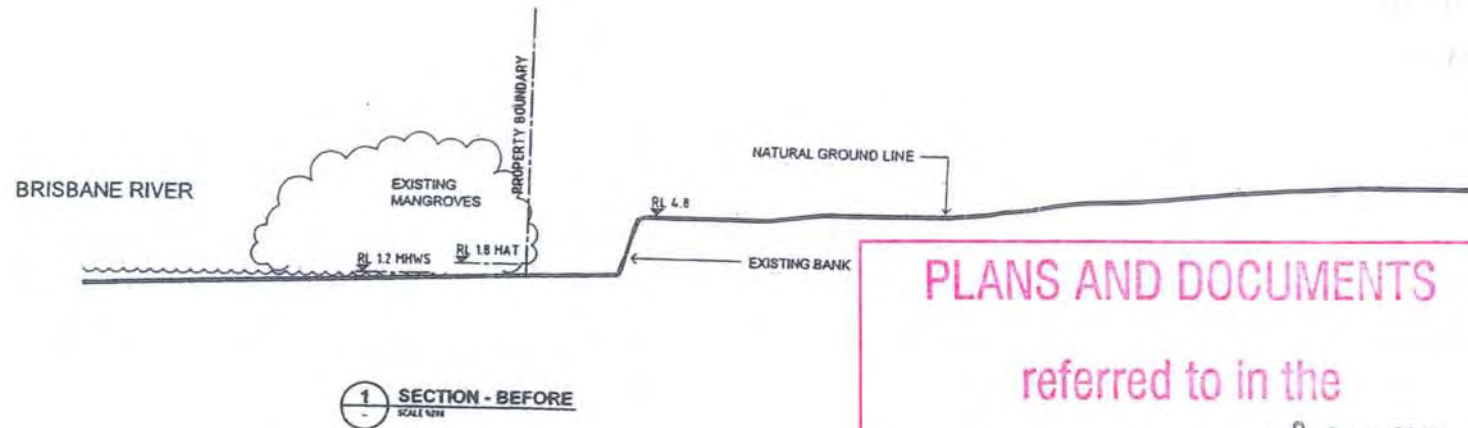 PROPERTY BOUNDARY
NATURAL GROUND LINE
BRISBANE RIVER
EXISTING
MANGROVES
RL 4.8
RL 1.2 MHWS
RL 1.8 HAT
EXISTING BANK
PLANS AND DOCUMENTS
referred to in the
1 SECTION - BEFORE